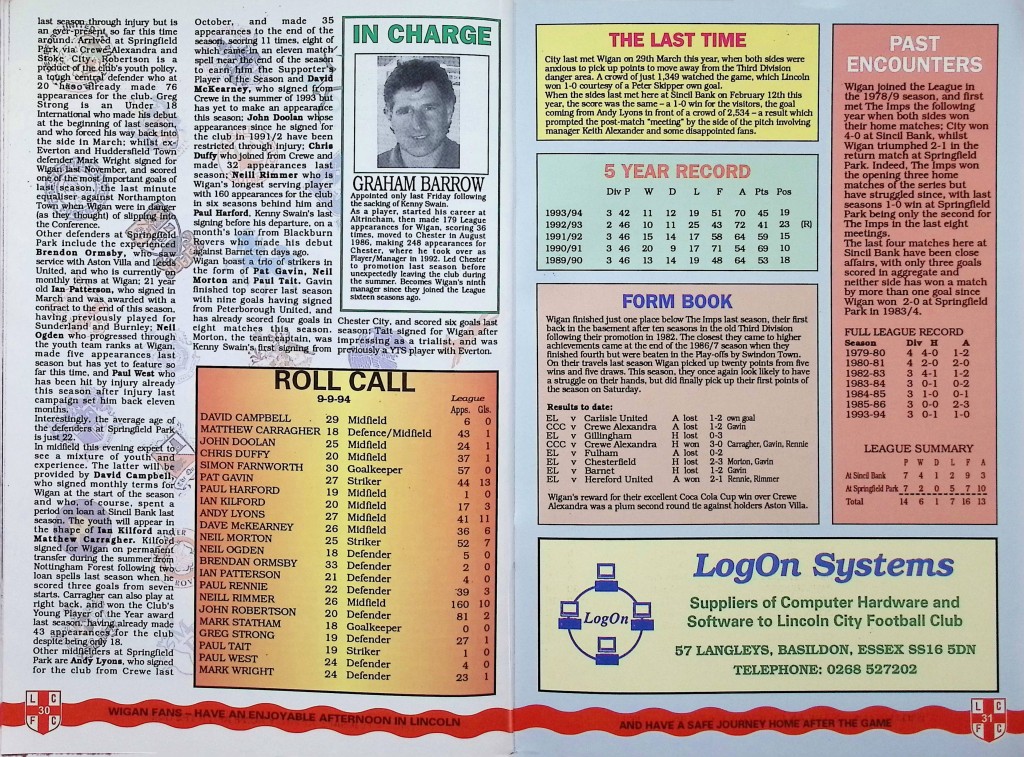 last season through injury but is
an ever-present so far this time
around. Arrived at Springfield
Park via Crewe Alexandra and
Stoke City. Robertson is a
product of the club's youth policy,
a tough central defender who at
20 has already made 76
appearances for the club. Greg
Strong is an Under 18
International who made his debut
at the beginning of last season,
and who forced his way back into
the side in March; whilst ex-
Everton and Huddersfield Town
defender Mark Wright signed for
Wigan last November, and scored
one of the most important goals of
last season, the last minute
equaliser against Northampton
Town when Wigan were in danger
(as they thought) of slipping into
the Conference.
Other defenders at Springfield
Park include the experienced
Brendon Ormsby, who saw
service with Aston Villa and Leeds
United, and who is currently on
monthly terms at Wigan; 21 year
old Ian Patterson, who signed in
March and was awarded with a
contract to the end of this season,
having previously played for
Sunderland and Burnley; Neil
Ogden who progressed through
the youth team ranks at Wigan,
made five appearances last
season but has yet to feature so
far this time, and Paul West who
has been hit by injury already
this season after injury last
campaign set him back eleven
months.
Interestingly, the average age of
the defenders at Springfield Park
is just 22.
In midfield this evening expect to
see a mixture of youth and
experience. The latter will be
provided by David Campbell,
who signed monthly terms for
Wigan at the start of the season
and who, of course, spent a
period on loan at Sincil Bank last
season. The youth will appear in
the shape of Ian Kilford and
Matthew Carragher. Kilford
signed for Wigan on permanent
transfer during the summer from
Nottingham Forest following two
loan spells last season when he
scored three goals from seven
starts. Carragher can also play at
right back, and won the Club's
Young Player of the Year award
last season, having already made
43 appearances for the club
despite being only 18.
Other midfielders at Springfield
Park are Andy Lyons, who signed
for the club from Crewe last
October, and made 35
appearances to the end of the
season, scoring 11 times, eight of
which came in an eleven match
spell near the end of the season
to earn him the Supporter's
Player of the Season and David
McKearney, who signed from
Crewe in the summer of 1993 but
has yet to make an appearance
this season; John Doolan whose
appearances since he signed for
the club in 1991/2 have been
restricted through injury; Chris
Duffy who joined from Crewe and
made 32 appearances last
season; Neill Rimmer who is
Wigan's longest serving player
with 160 appearances for the club
in six seasons behind him and
Paul Harford, Kenny Swain's last
signing before his departure, on a
month's loan from Blackburn
Rovers who made his debut
against Barnet ten days ago.
Wigan boast a trio of strikers in
the form of Pat Gavin, Neil
Morton and Paul Tait. Gavin
finished top scorer last season
with nine goals having signed
from Peterborough United, and
has already scored four goals in
eight matches this season.
Morton, the team captain, was
Kenny Swain's first signing from
IN CHARGE
GRAHAM BARROW
Appointed only last Friday following
the sacking of Kenny Swain.
As a player, started his career at
Altrincham, then made 179 League
appearances for Wigan, scoring 36
times, moved to Chester in August
1986, making 248 appearances for
Chester, where he took over as
Player/Manager in 1992. Led Chester
to promotion last season before
unexpectedly leaving the club during
the summer. Becomes Wigan's ninth
manager since they joined the League
sixteen seasons ago.
Chester City, and scored six goals last
season; Tait signed for Wigan after
impressing as a trialist, and was
previously a YTS player with Everton.
ROLL CALL
9-9-94
League
Apps. Gls.
DAVID CAMPBELL 29 Midfield 6 0
MATTHEW CARRAGHER 18 Defence/Midfield 43 1
JOHN DOOLAN 25 Midfield 24 1
CHRIS DUFFY 20 Midfield 37 1
SIMON FARNWORTH 30 Goalkeeper 57 0
PAT GAVIN 27 Striker 44 13
PAUL HARFORD 19 Midfield 1 0
IAN KILFORD 20 Midfield 17 3
ANDY LYONS 27 Midfield 41 11
DAVE McKEARNEY 26 Midfield 36 6
NEIL MORTON 25 Striker 52 7
NEIL OGDEN 18 Defender 5 0
BRENDAN ORMSBY 33 Defender 2 0
IAN PATTERSON 21 Defender 4 0
PAUL RENNIE 22 Defender 39 3
NEILL RIMMER 26 Midfield 160 10
JOHN ROBERTSON 20 Defender 81 2
MARK STATHAM 18 Goalkeeper 0 0
GREG STRONG 19 Defender 27 1
PAUL TAIT 19 Striker 1 0
PAUL WEST 24 Defender 4 0
MARK WRIGHT 24 Defender 23 1
L C
30
F C
WIGAN FANS – HAVE AN ENJOYABLE AFTERNOON IN LINCOLN
THE LAST TIME
City last met Wigan on 29th March this year, when both sides were
anxious to pick up points to move away from the Third Division
danger area. A crowd of just 1,349 watched the game, which Lincoln
won 1-0 courtesy of a Peter Skipper own goal.
When the sides last met here at Sincil Bank on February 12th this
year, the score was the same – a 1-0 win for the visitors, the goal
coming from Andy Lyons in front of a crowd of 2,534 – a result which
prompted the post-match "meeting" by the side of the pitch involving
manager Keith Alexander and some disappointed fans.
5 YEAR RECORD
Div P W D L F A Pts Pos
1993/94 3 42 11 12 19 51 70 45 19
1992/93 2 46 10 11 25 43 72 41 23 (R)
1991/92 3 46 15 14 17 58 64 59 15
1990/91 3 46 20 9 17 71 54 69 10
1989/90 3 46 13 14 19 48 64 53 18
FORM BOOK
Wigan finished just one place below The Imps last season, their first
back in the basement after ten seasons in the old Third Division
following their promotion in 1982. The closest they came to higher
achievements came at the end of the 1986/7 season when they
finished fourth but were beaten in the Play-offs by Swindon Town.
On their travels last season Wigan picked up twenty points from five
wins and five draws. This season, they once again look likely to have
a struggle on their hands, but did finally pick up their first points of
the season on Saturday.
Results to date:
EL v Carlisle United A lost 1-2 own goal
CCC v Crewe Alexandra A lost 1-2 Gavin
EL v Gillingham H lost 0-3
CCC v Crewe Alexandra H won 3-0 Carragher, Gavin, Rennie
EL v Fulham A lost 0-2
EL v Chesterfield H lost 2-3 Morton, Gavin
EL v Barnet H lost 1-2 Gavin
EL v Hereford United A won 2-1 Rennie, Rimmer
Wigan's reward for their excellent Coca Cola Cup win over Crewe
Alexandra was a plum second round tie against holders Aston Villa.
PAST
ENCOUNTERS
Wigan joined the League in
the 1978/9 season, and first
met The Imps the following
year when both sides won
their home matches; City won
4-0 at Sincil Bank, whilst
Wigan triumphed 2-1 in the
return match at Springfield
Park. Indeed, The Imps won
the opening three home
matches of the series but
have struggled since, with last
seasons 1-0 win at Springfield
Park being only the second for
The Imps in the last eight
meetings.
The last four matches here at
Sincil Bank have been close
affairs, with only three goals
scored in aggregate and
neither side has won a match
by more than one goal since
Wigan won 2-0 at Springfield
Park in 1983/4.
FULL LEAGUE RECORD
Season Div H A
1979-80 4 4-0 1-2
1980-81 4 2-0 2-0
1982-83 3 4-1 1-2
1983-84 3 0-1 0-2
1984-85 3 1-0 0-1
1985-86 3 0-0 2-3
1993-94 3 0-1 1-0
LEAGUE SUMMARY
P W D L F A
At Sincil Bank 7 4 1 2 9 3
At Springfield Park 7 2 0 5 7 10
Total 14 6 1 7 16 13
LogOn
LogOn Systems
Suppliers of Computer Hardware and
Software to Lincoln City Football Club
57 LANGLEYS, BASILDON, ESSEX SS16 5DN
TELEPHONE: 0268 527202
AND HAVE A SAFE JOURNEY HOME AFTER THE GAME
L C
31
F C